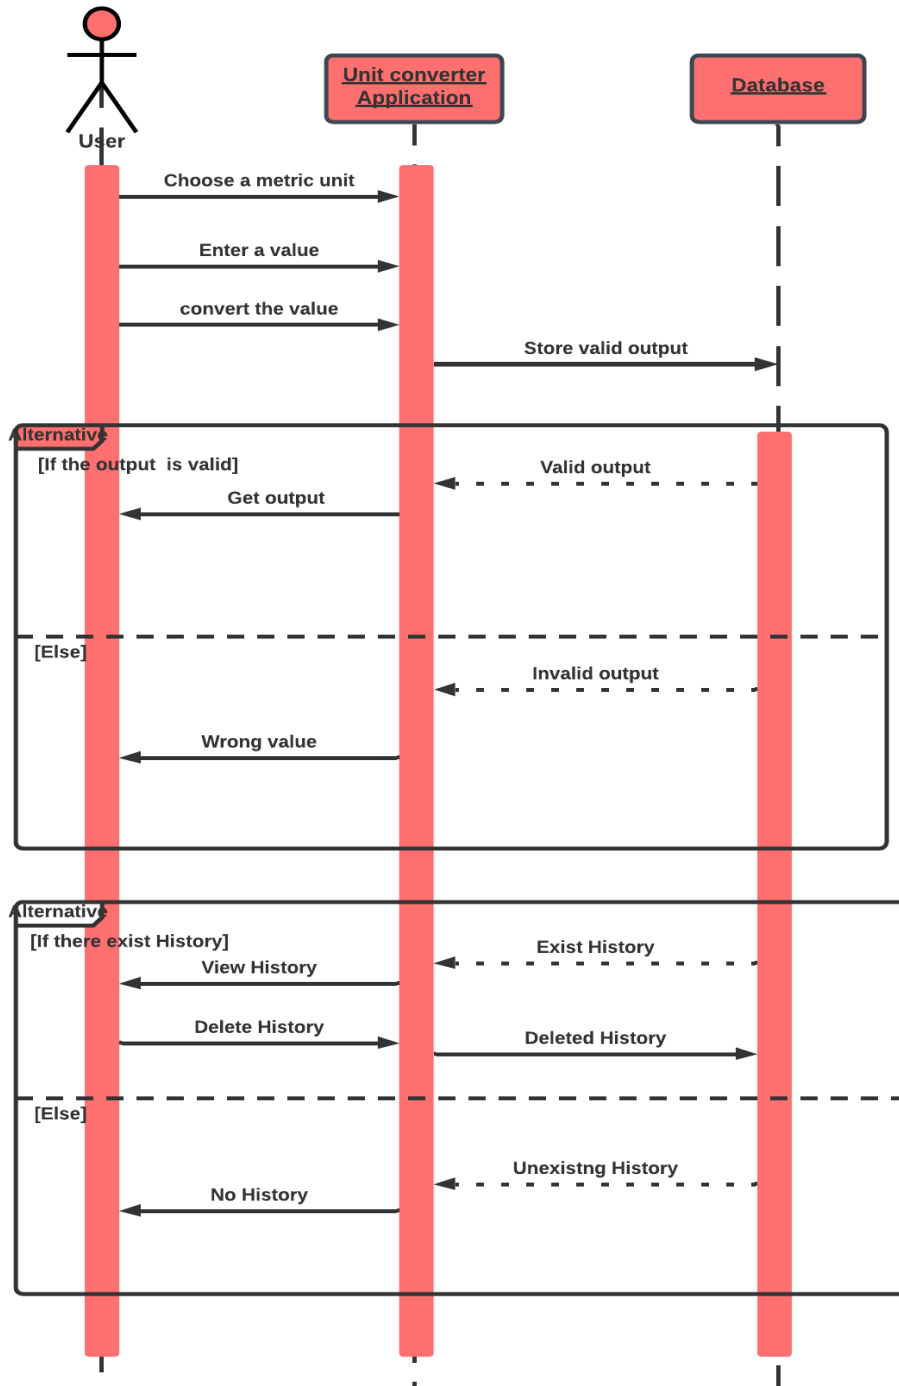 User
Unit converter
Application
Database
Choose a metric unit
Enter a value
convert the value
Store valid output
Alternative
[If the output  is valid]
Valid output
Get output
[Else]
Invalid output
Wrong value
Alternative
[If there exist History]
Exist History
View History
Delete History
Deleted History
[Else]
Unexistng History
No History